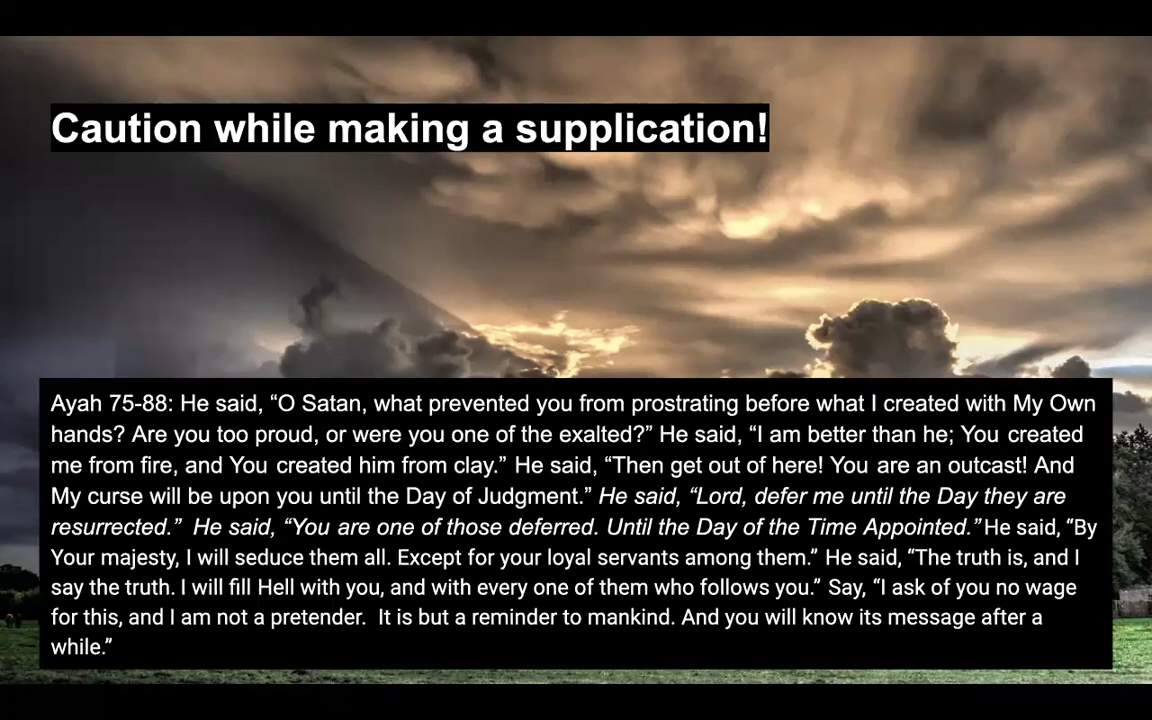 Caution while making a supplication!
Ayah 75-88: He said, “O Satan, what prevented you from prostrating before what I created with My Own
hands? Are you too proud, or were you one of the exalted?” He said, “I am better than he; You created
me from fire, and You created him from clay.” He said, “Then get out of here! You are an outcast! And
My curse will be upon you until the Day of Judgment.” He said, “Lord, defer me until the Day they are
resurrected.” He said, “You are one of those deferred. Until the Day of the Time Appointed.” He said, “By
Your majesty, I will seduce them all. Except for your loyal servants among them.” He said, “The truth is, and I
say the truth. I will fill Hell with you, and with every one of them who follows you.” Say, “I ask of you no wage
for this, and I am not a pretender. It is but a reminder to mankind. And you will know its message after a
while.”